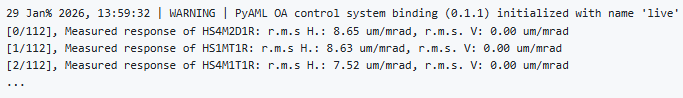 29 Jan% 2026, 13:59:32 | WARNING | PyAML OA control system binding (0.1.1) initialized with name 'live'
[0/112], Measured response of HS4M2D1R: r.m.s H.: 8.65 um/mrad, r.m.s. V: 0.00 um/mrad
[1/112], Measured response of HS1MT1R: r.m.s H.: 8.63 um/mrad, r.m.s. V: 0.00 um/mrad
[2/112], Measured response of HS4M1T1R: r.m.s H.: 7.52 um/mrad, r.m.s. V: 0.00 um/mrad
...